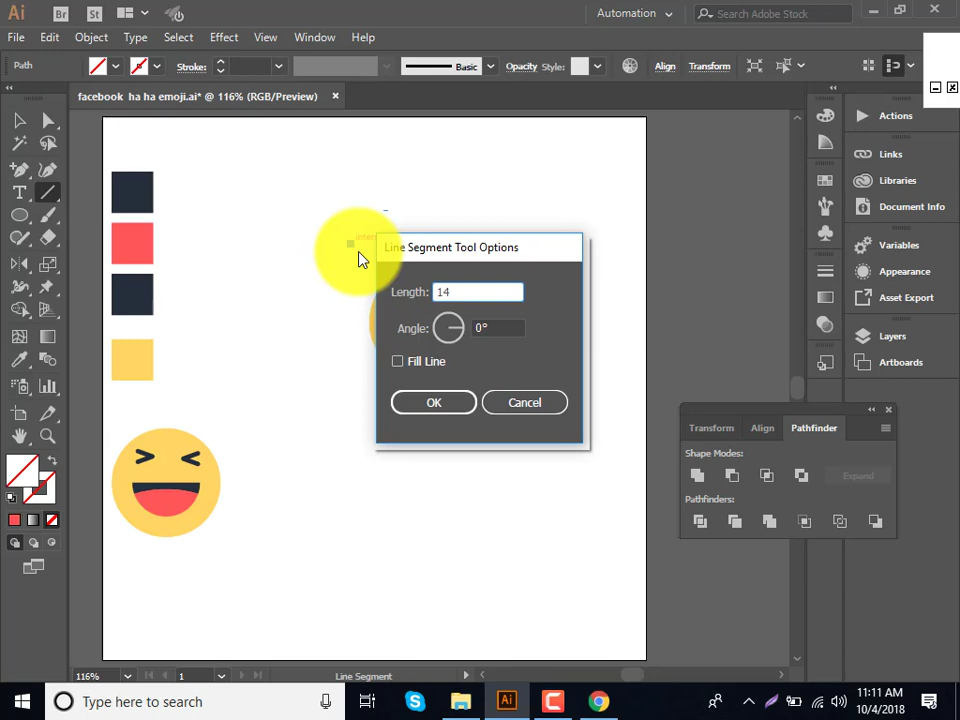 Ai
Br
St
Automation
Search Adobe Stock
File
Edit
Object
Type
Select
Effect
View
Window
Help
Path
Stroke:
Basic
Opacity
Style:
Align
Transform
facebook ha ha emoji.ai* @ 116% (RGB/Preview)
Actions
Links
Libraries
Document Info
Variables
Appearance
Asset Export
Layers
Artboards
Line Segment Tool Options
Length:
14
Angle:
0°
Fill Line
OK
Cancel
Transform
Align
Pathfinder
Shape Modes:
Expand
Pathfinders:
116%
1
Line Segment
Type here to search
Ai
11:11 AM
10/4/2018